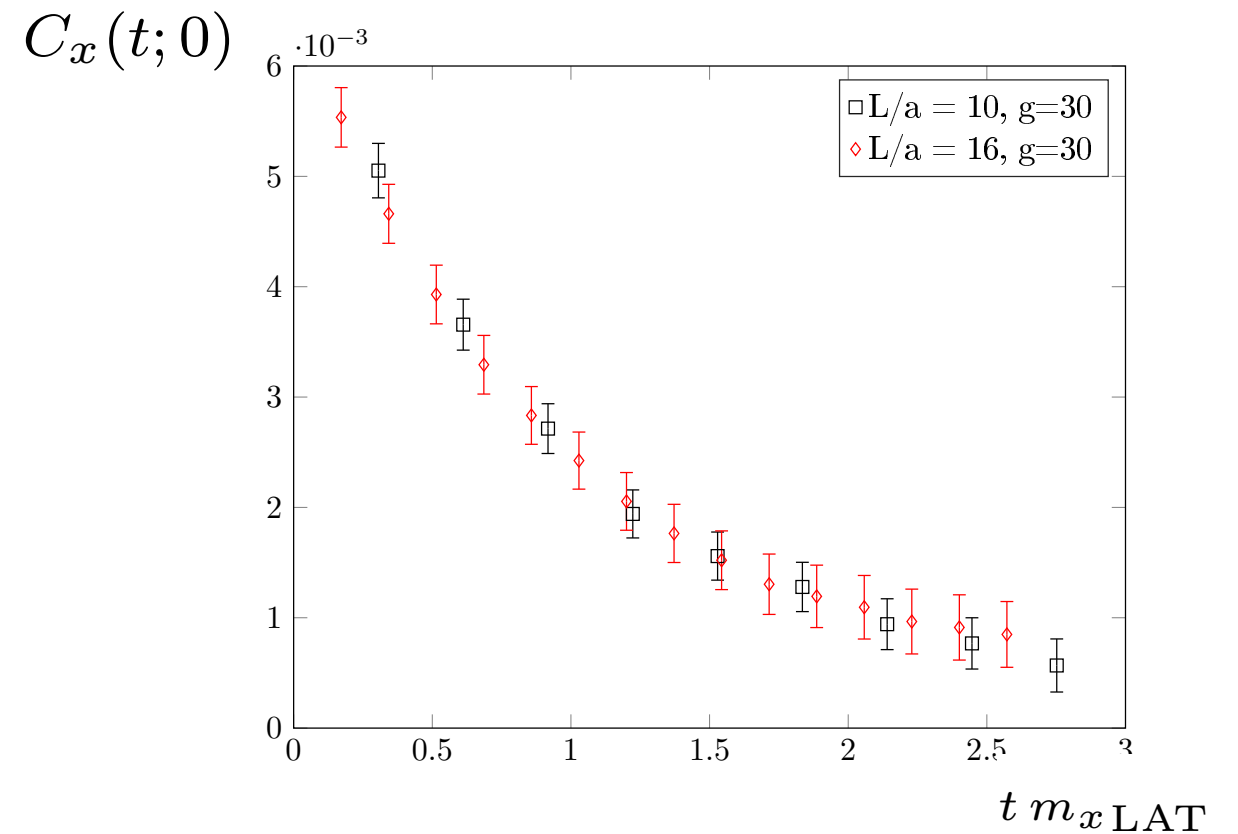 C_x(t; 0)
·10^{-3}
6
5
4
3
2
1
0
L/a = 10, g=30
L/a = 16, g=30
0 0.5 1 1.5 2 2.5 3
t m_{x LAT}